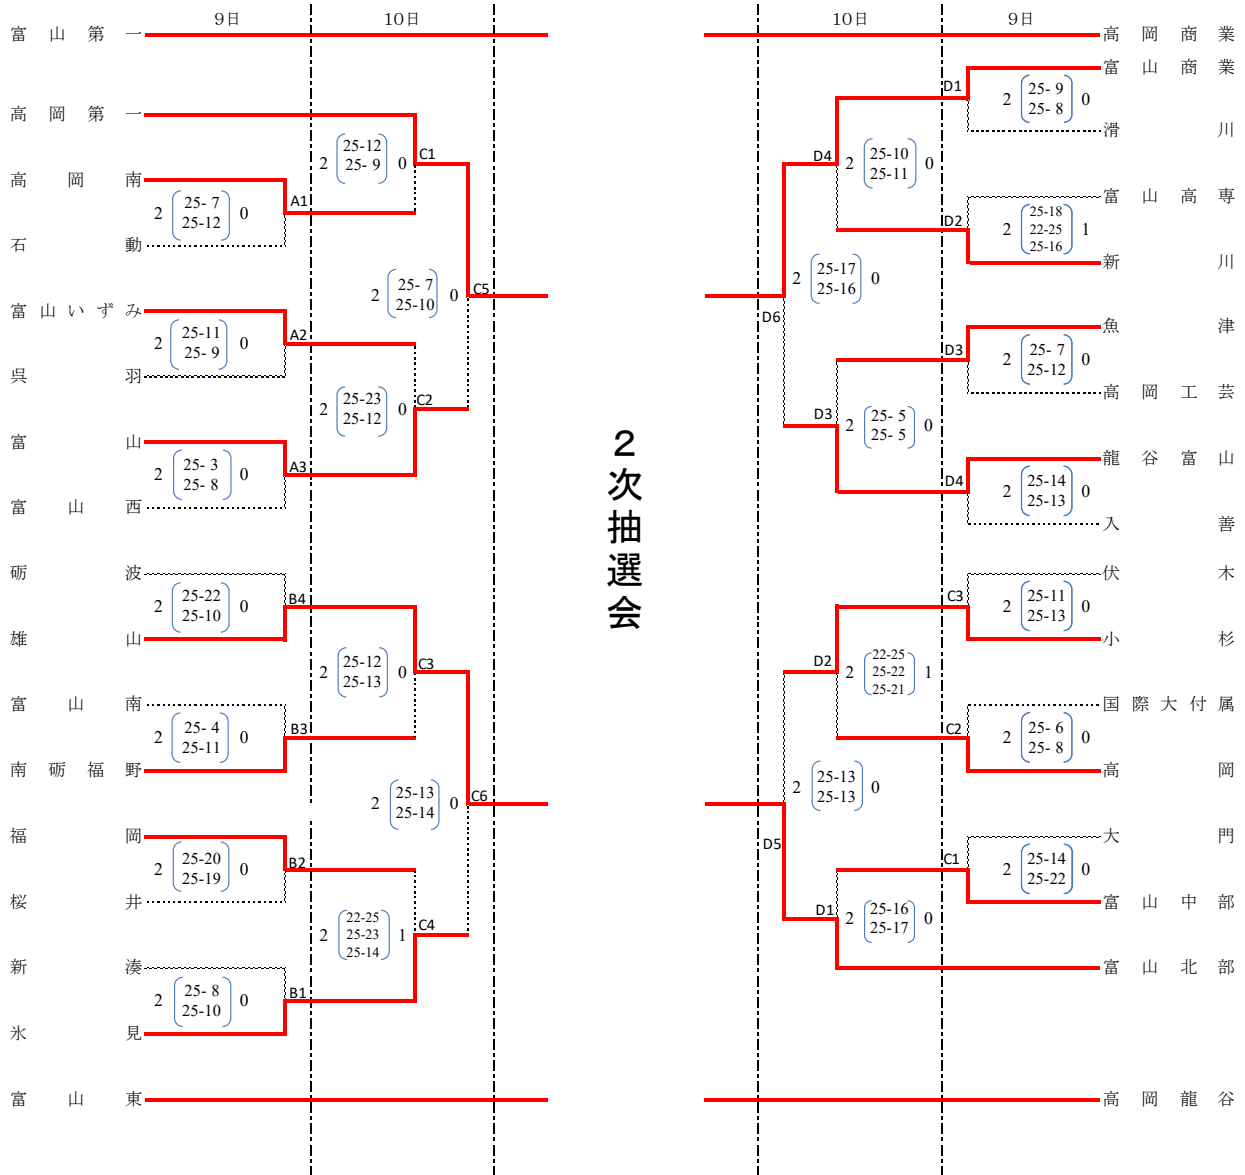 9日
10日
10日
9日
富山第一
高岡第一
2
25-12
25- 9
0
C1
高岡南
2
25- 7
25-12
0
A1
石動
2
25- 7
25-10
0
C5
富山いずみ
2
25-11
25- 9
0
A2
呉羽
2
25-23
25-12
0
C2
富山
2
25- 3
25- 8
0
A3
富山西
砺波
2
25-22
25-10
0
B4
雄山
2
25-12
25-13
0
C3
富山南
2
25- 4
25-11
0
B3
南砺福野
2
25-13
25-14
0
C6
福岡
2
25-20
25-19
0
B2
桜井
2
22-25
25-23
25-14
1
C4
新湊
2
25- 8
25-10
0
B1
氷見
富山東
2次抽選会
高岡商業
富山商業
D1
2
25- 9
25- 8
0
滑川
D4
2
25-10
25-11
0
富山高専
D2
2
25-18
22-25
25-16
1
新川
D6
2
25-17
25-16
0
魚津
D3
2
25- 7
25-12
0
高岡工芸
D3
2
25- 5
25- 5
0
龍谷富山
D4
2
25-14
25-13
0
入善
伏木
C3
2
25-11
25-13
0
小杉
D2
2
22-25
25-22
25-21
1
国際大付属
C2
2
25- 6
25- 8
0
高岡
D5
2
25-13
25-13
0
大門
C1
2
25-14
25-22
0
富山中部
D1
2
25-16
25-17
0
富山北部
高岡龍谷